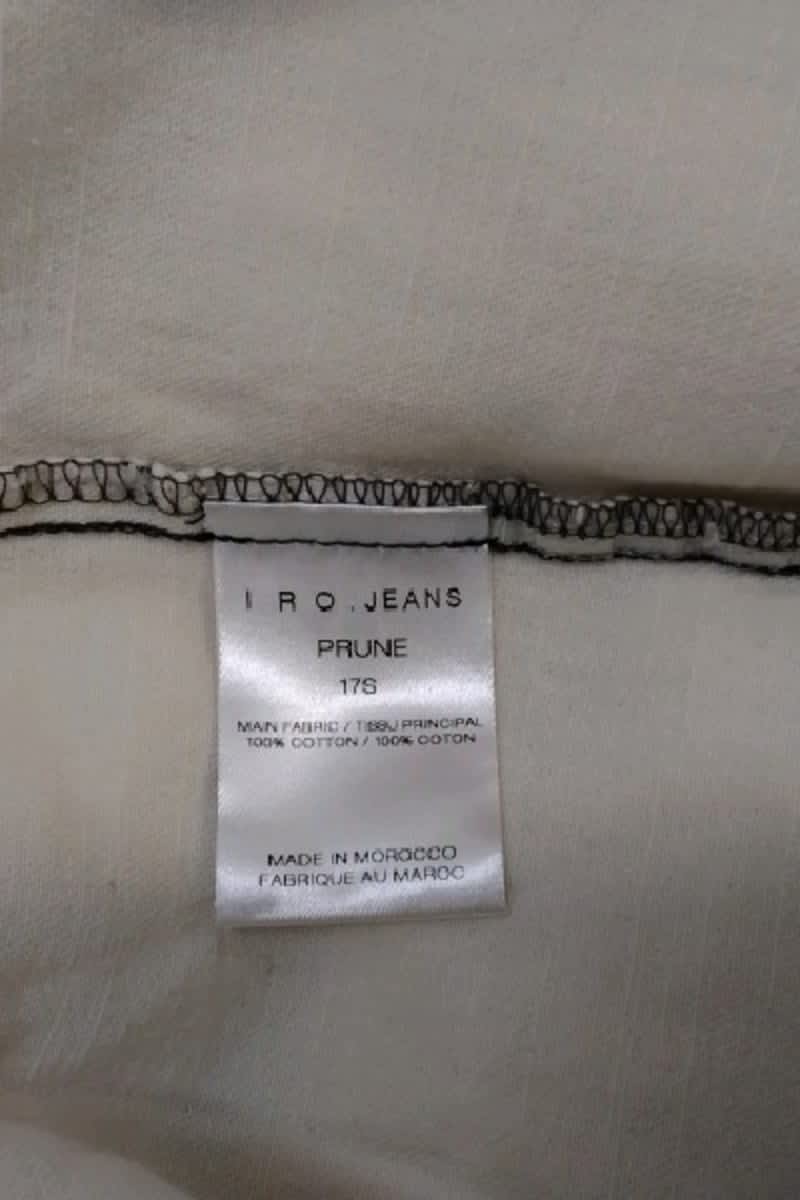 I R O . JEANS
PRUNE
17S
MAIN FABRIC / TISSU PRINCIPAL
100% COTTON / 100% COTON
MADE IN MOROCCO
FABRIQUE AU MAROC